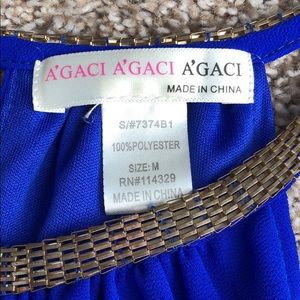 A'GACI A'GACI A'GACI
MADE IN CHINA
S/#7374B1
100%POLYESTER
SIZE: M
RN#114329
MADE IN CHINA